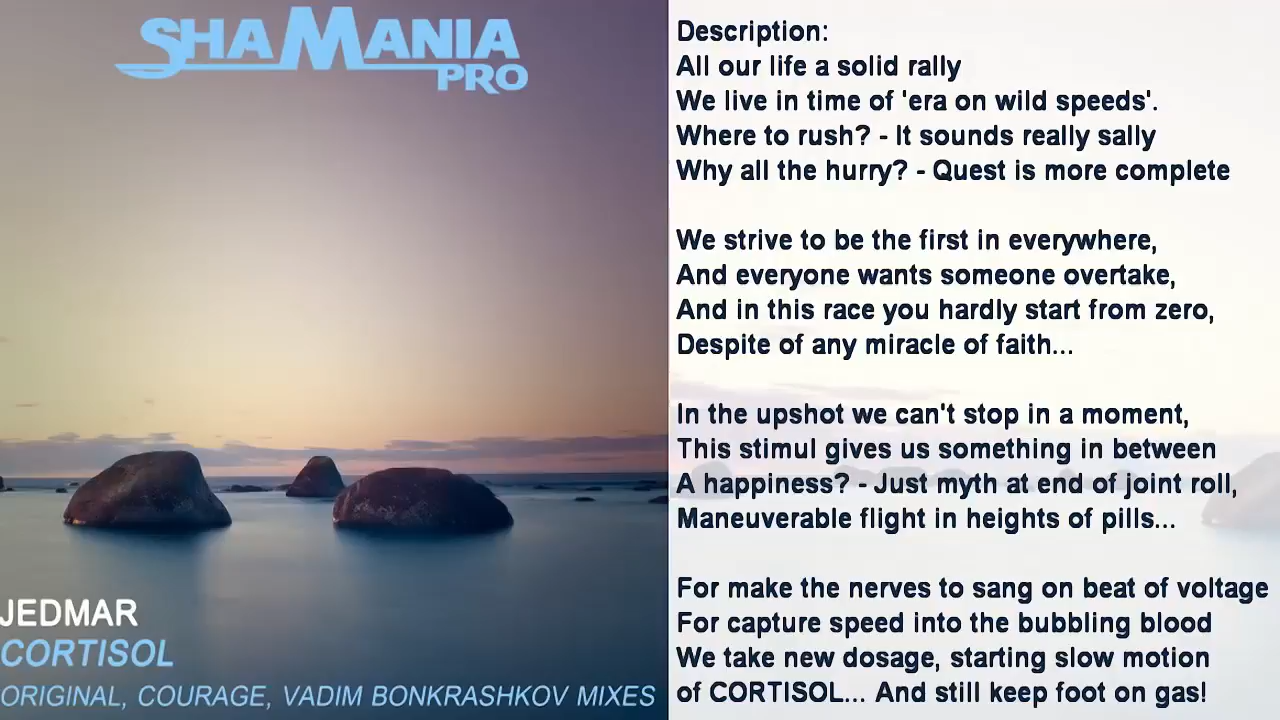 SHAMANIA
PRO
JEDMAR
CORTISOL
ORIGINAL, COURAGE, VADIM BONKRASHKOV MIXES
Description:
All our life a solid rally
We live in time of 'era on wild speeds'.
Where to rush? - It sounds really sally
Why all the hurry? - Quest is more complete
We strive to be the first in everywhere,
And everyone wants someone overtake,
And in this race you hardly start from zero,
Despite of any miracle of faith...
In the upshot we can't stop in a moment,
This stimul gives us something in between
A happiness? - Just myth at end of joint roll,
Maneuverable flight in heights of pills...
For make the nerves to sang on beat of voltage
For capture speed into the bubbling blood
We take new dosage, starting slow motion
of CORTISOL... And still keep foot on gas!